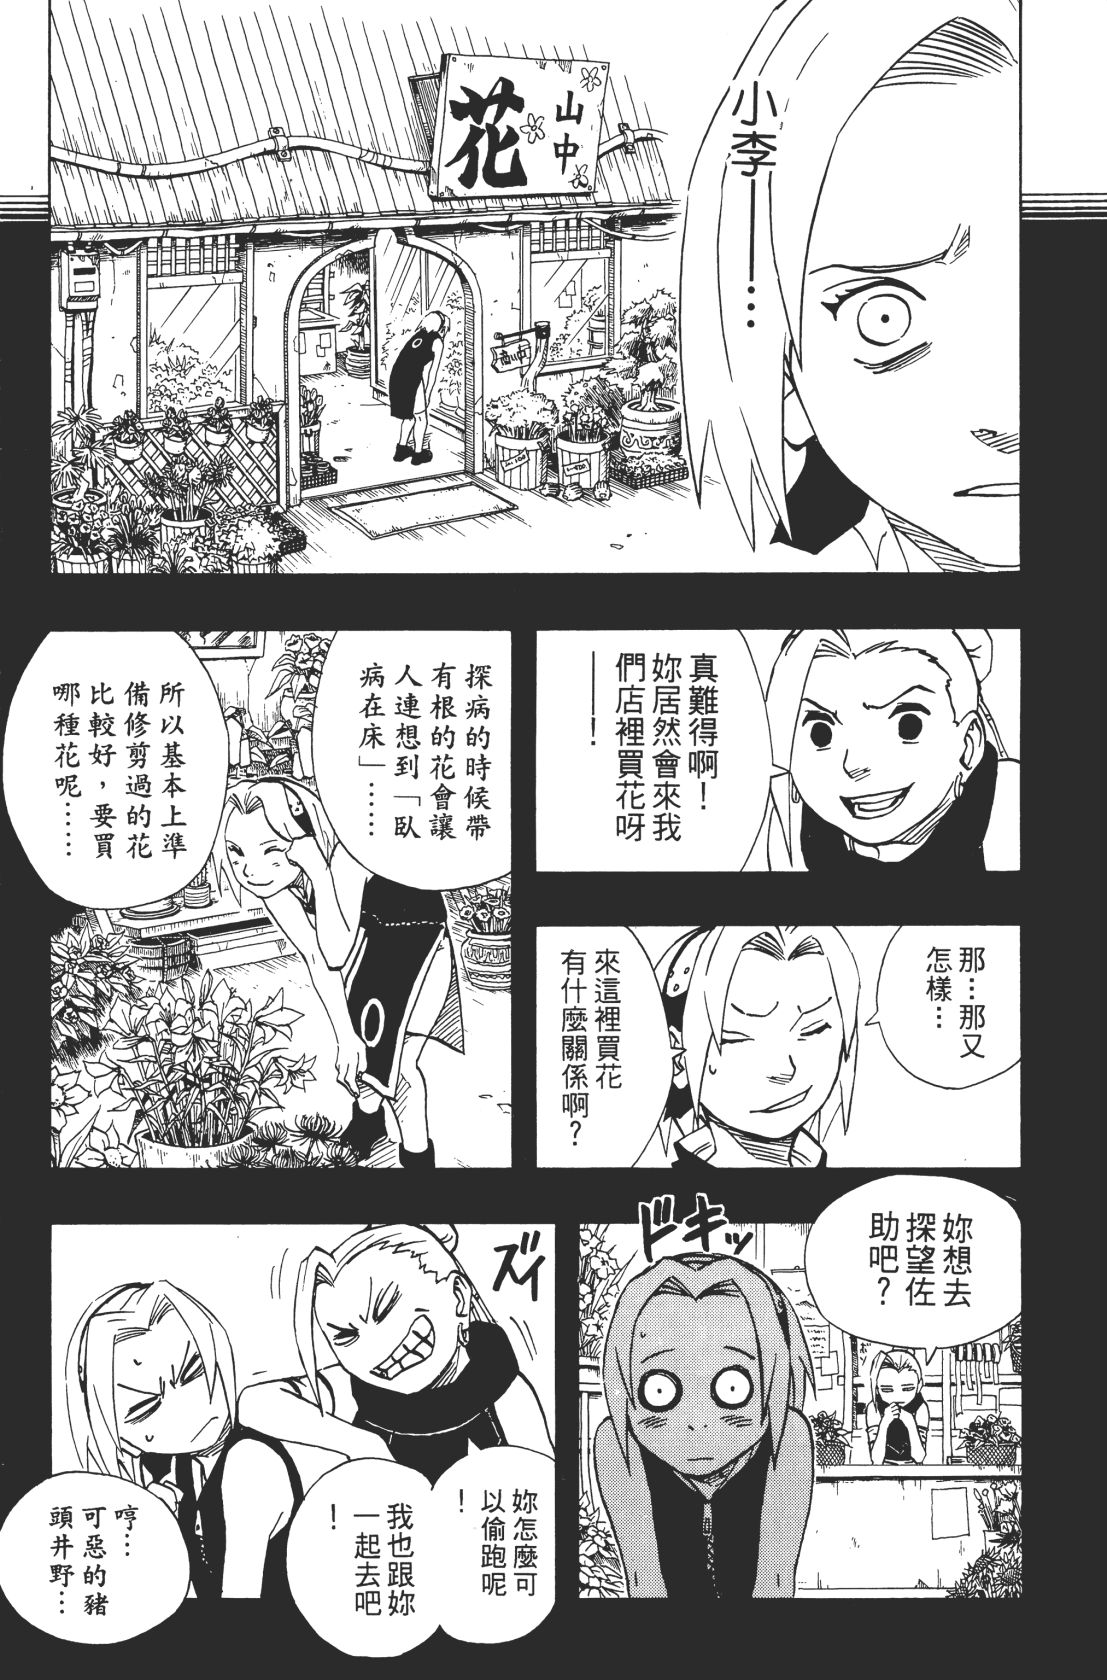 小李——…
山中
花
真難得啊！
妳居然會來我
們店裡買花呀
——！
那…那又
怎樣…
來這裡買花
有什麼關係啊？
探病的時候帶
有根的花會讓
人連想到「臥
病在床」……
所以基本上準
備修剪過的花
比較好，要買
哪種花呢……
妳想去
探望佐
助吧？
ドキッ
ズイ
妳怎麼可
以偷跑呢
！
我也跟妳
一起去吧
！
哼…
可惡的豬
頭井野…